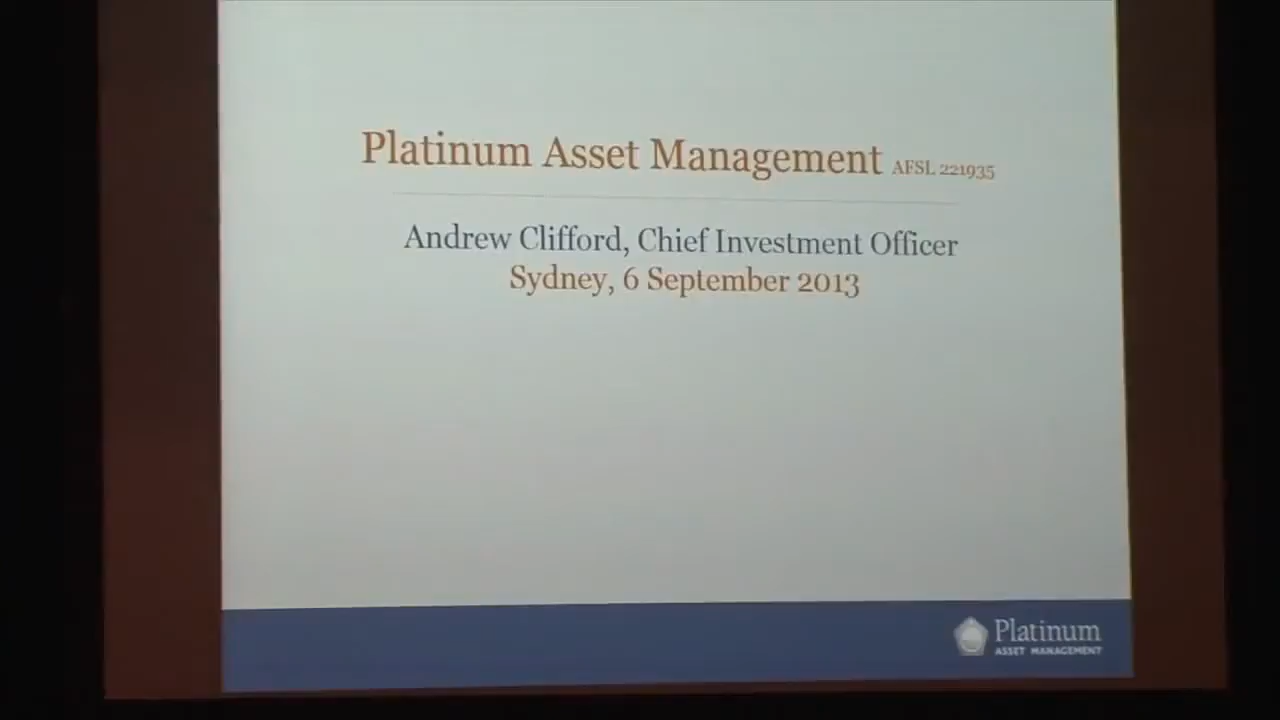 Platinum Asset Management AFSL 221935
Andrew Clifford, Chief Investment Officer
Sydney, 6 September 2013
Platinum
ASSET MANAGEMENT